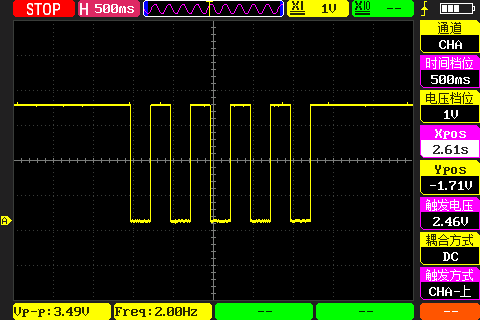 STOP H 500ms X1 1V X10 --
通道
CHA
时间档位
500ms
电压档位
1V
Xpos
2.61s
Ypos
-1.71V
触发电压
2.46V
耦合方式
DC
触发方式
CHA-上
A
Vp-p:3.49V Freq:2.00Hz -- -- --